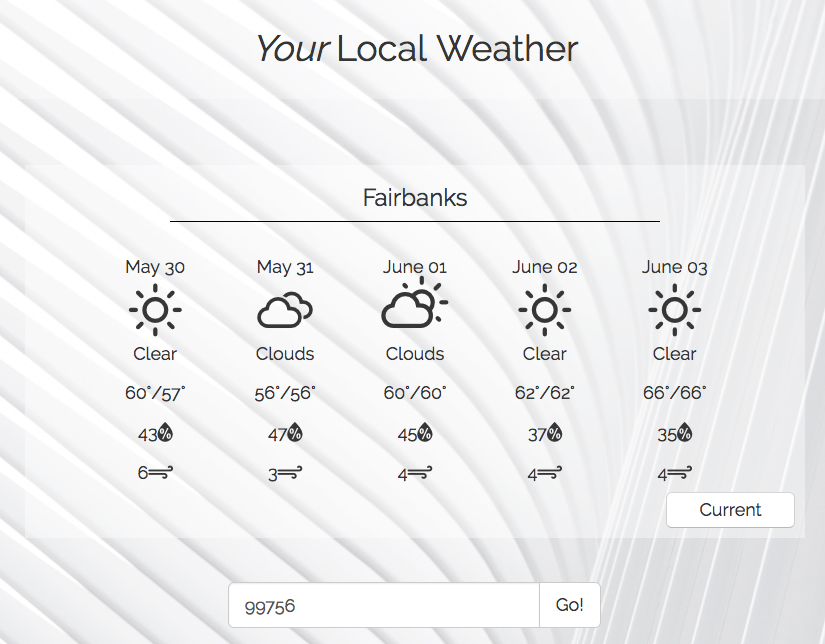 Your Local Weather
Fairbanks
May 30 May 31 June 01 June 02 June 03
Clear Clouds Clouds Clear Clear
60°/57° 56°/56° 60°/60° 62°/62° 66°/66°
43% 47% 45% 37% 35%
6 3 4 4 4
Current
99756 Go!